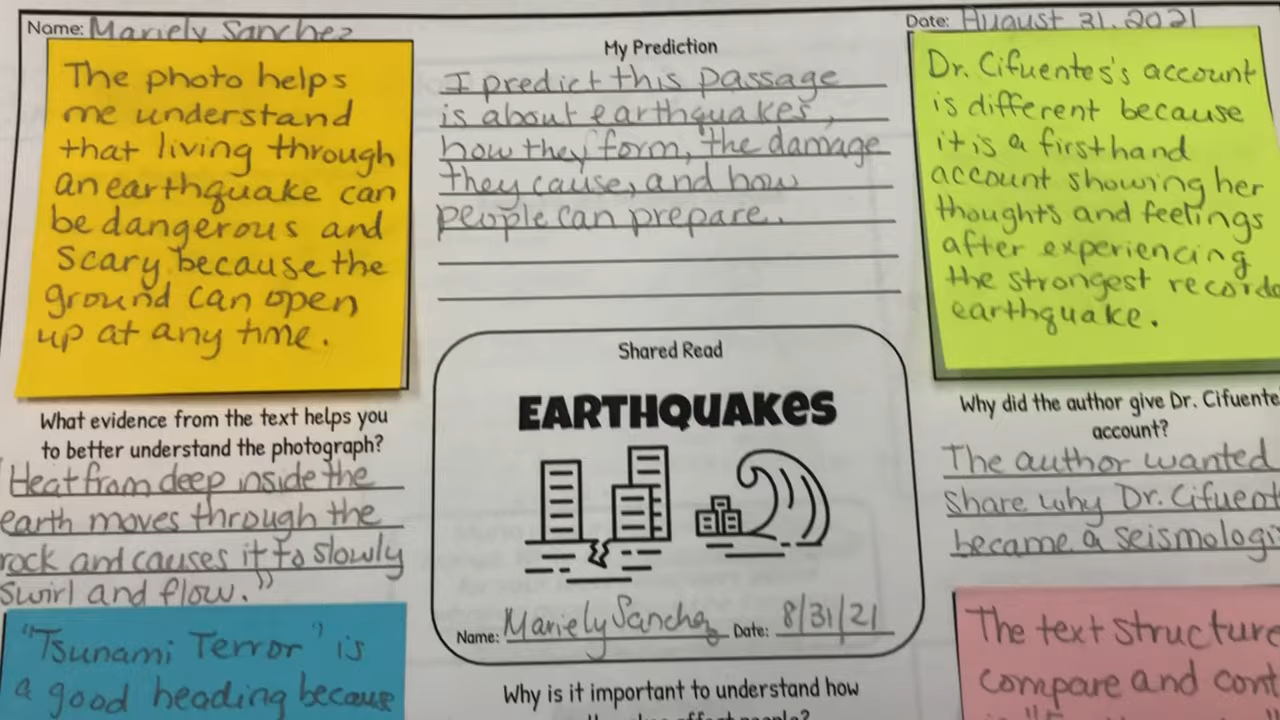 Name: Mariely Sanchez
Date: August 31, 2021
The photo helps
me understand
that living through
an earthquake can
be dangerous and
scary because the
ground can open
up at any time.
What evidence from the text helps you
to better understand the photograph?
"Heat from deep inside the
earth moves through the
rock and causes it to slowly
swirl and flow."
"Tsunami Terror" is
a good heading because
My Prediction
I predict this passage
is about earthquakes,
how they form, the damage
they cause, and how
people can prepare.
Shared Read
EARTHQUAKES
Name: Mariely Sanchez Date: 8/31/21
Why is it important to understand how
affect people?
Dr. Cifuentes's account
is different because
it is a firsthand
account showing her
thoughts and feelings
after experiencing
the strongest recorde
earthquake.
Why did the author give Dr. Cifuente
account?
The author wanted
share why Dr. Cifuent
became a seismologi
The text structure
compare and cont